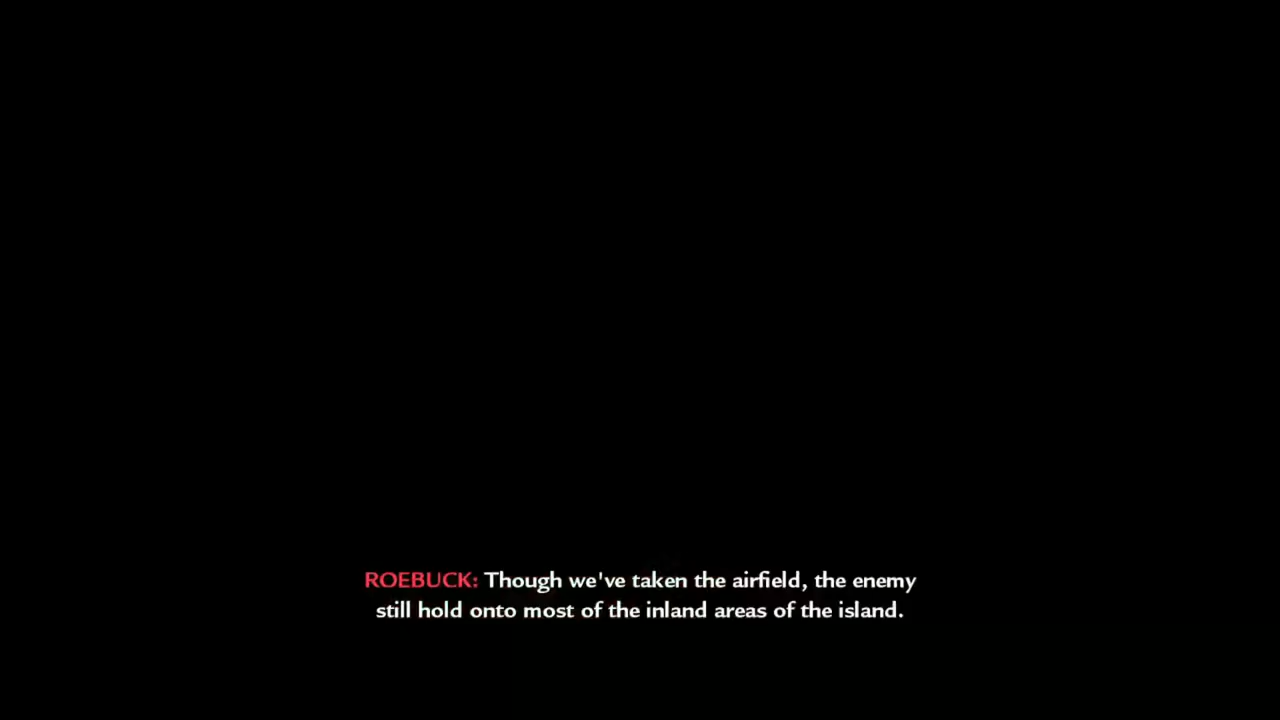 ROEBUCK: Though we've taken the airfield, the enemy
still hold onto most of the inland areas of the island.